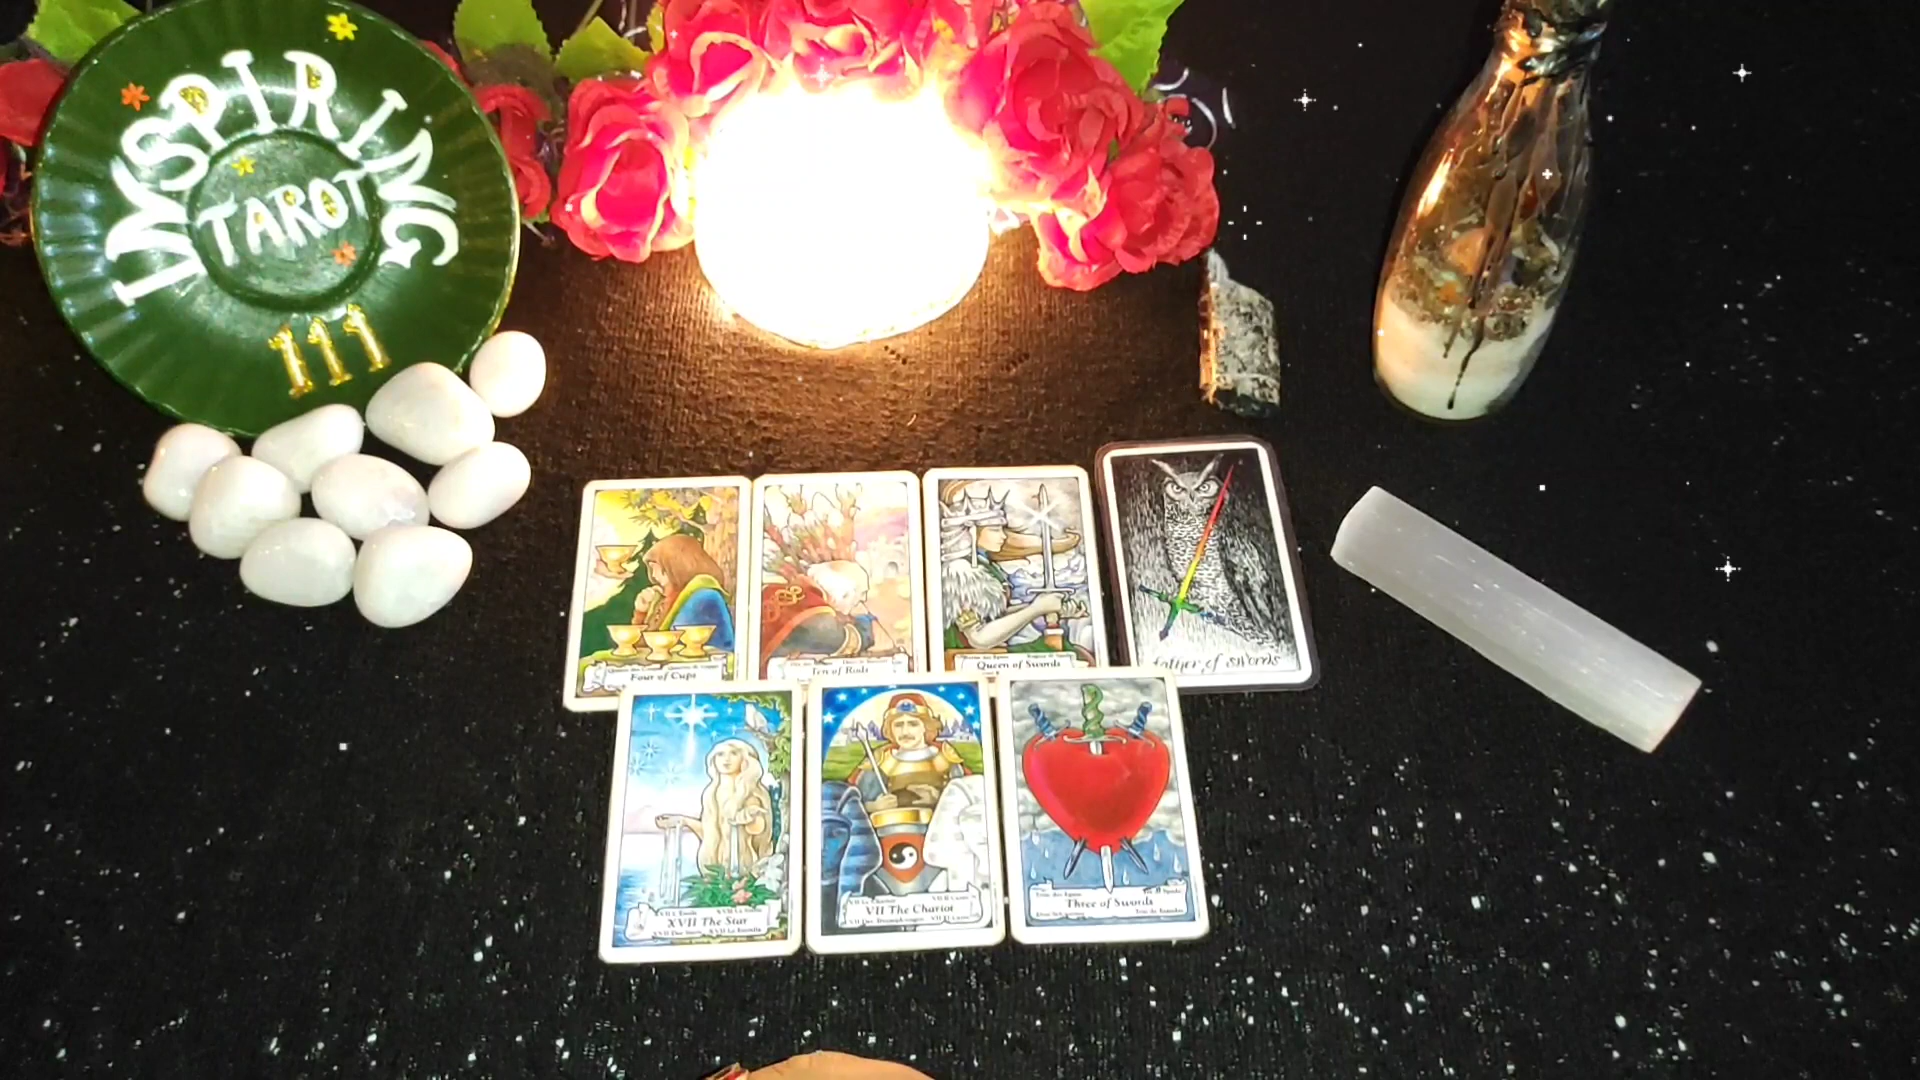 INSPIRING
TAROT
111
Four of Cups
Ten of Rods
Queen of Swords
father of swords
XVII The Star
VII The Chariot
Three of Swords